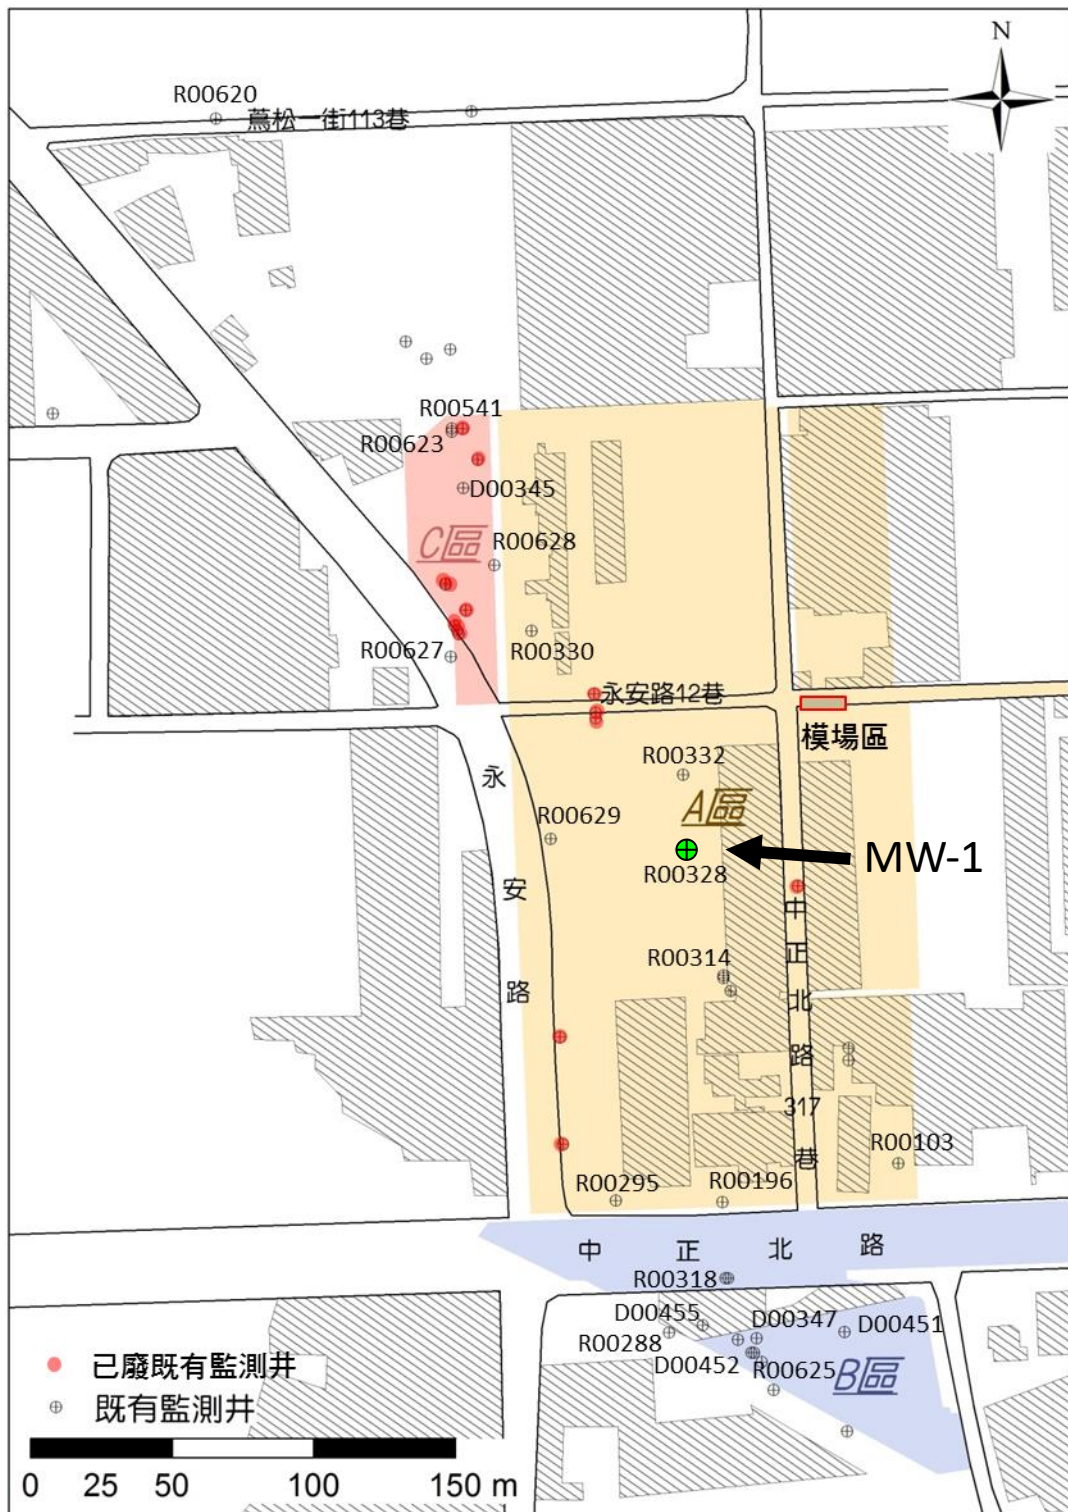 N
R00620
蔦松一街113巷
R00541
R00623
D00345
C區
R00628
R00627
R00330
永安路12巷
模場區
R00332
永
A區
R00629
MW-1
R00328
安
中
正
R00314
路
北
路
317
R00103
巷
R00295
R00196
中 正 北 路
R00318
D00455
D00347
D00451
R00288
D00452
R00625
B區
已廢既有監測井
既有監測井
0 25 50 100 150 m